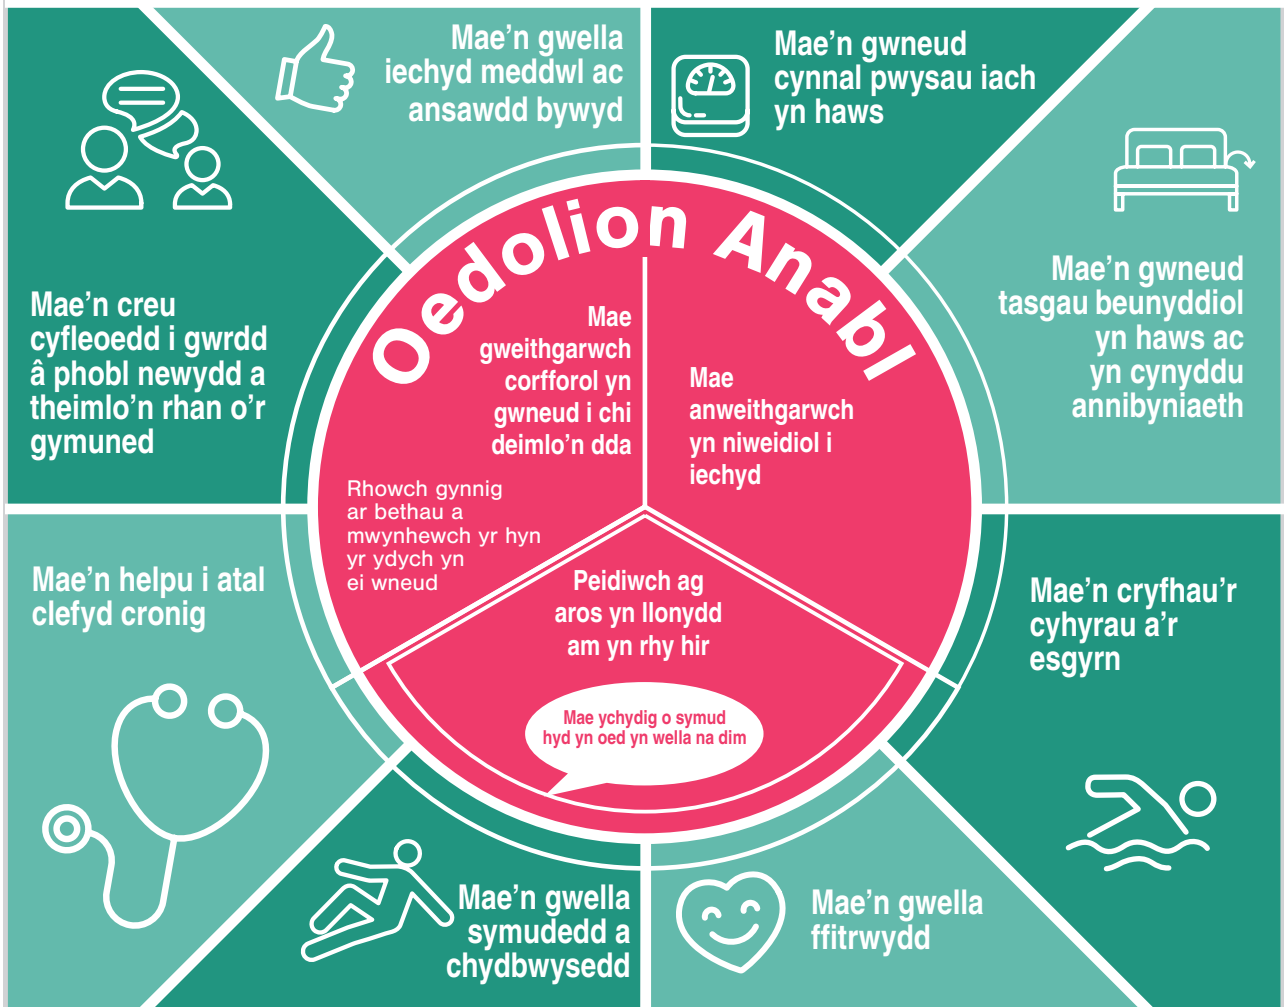 Mae'n gwella
iechyd meddwl ac
ansawdd bywyd
Mae'n gwneud
cynnal pwysau iach
yn haws
Mae'n gwneud
tasgau beunyddiol
yn haws ac
yn cynyddu
annibyniaeth
Mae'n creu
cyfleoedd i gwrdd
â phobl newydd a
theimlo'n rhan o'r
gymuned
Oedolion Anabl
Mae
gweithgarwch
corfforol yn
gwneud i chi
deimlo'n dda
Rhowch gynnig
ar bethau a
mwynhewch yr hyn
yr ydych yn
ei wneud
Mae
anweithgarwch
yn niweidiol i
iechyd
Peidiwch ag
aros yn llonydd
am yn rhy hir
Mae ychydig o symud
hyd yn oed yn wella na dim
Mae'n helpu i atal
clefyd cronig
Mae'n cryfhau'r
cyhyrau a'r
esgyrn
Mae'n gwella
symudedd a
chydbwysedd
Mae'n gwella
ffitrwydd